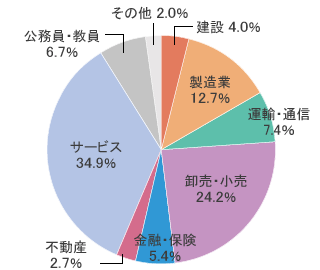 その他 2.0%
建設 4.0%
公務員・教員
6.7%
製造業
12.7%
運輸・通信
7.4%
サービス
34.9%
卸売・小売
24.2%
金融・保険
5.4%
不動産
2.7%